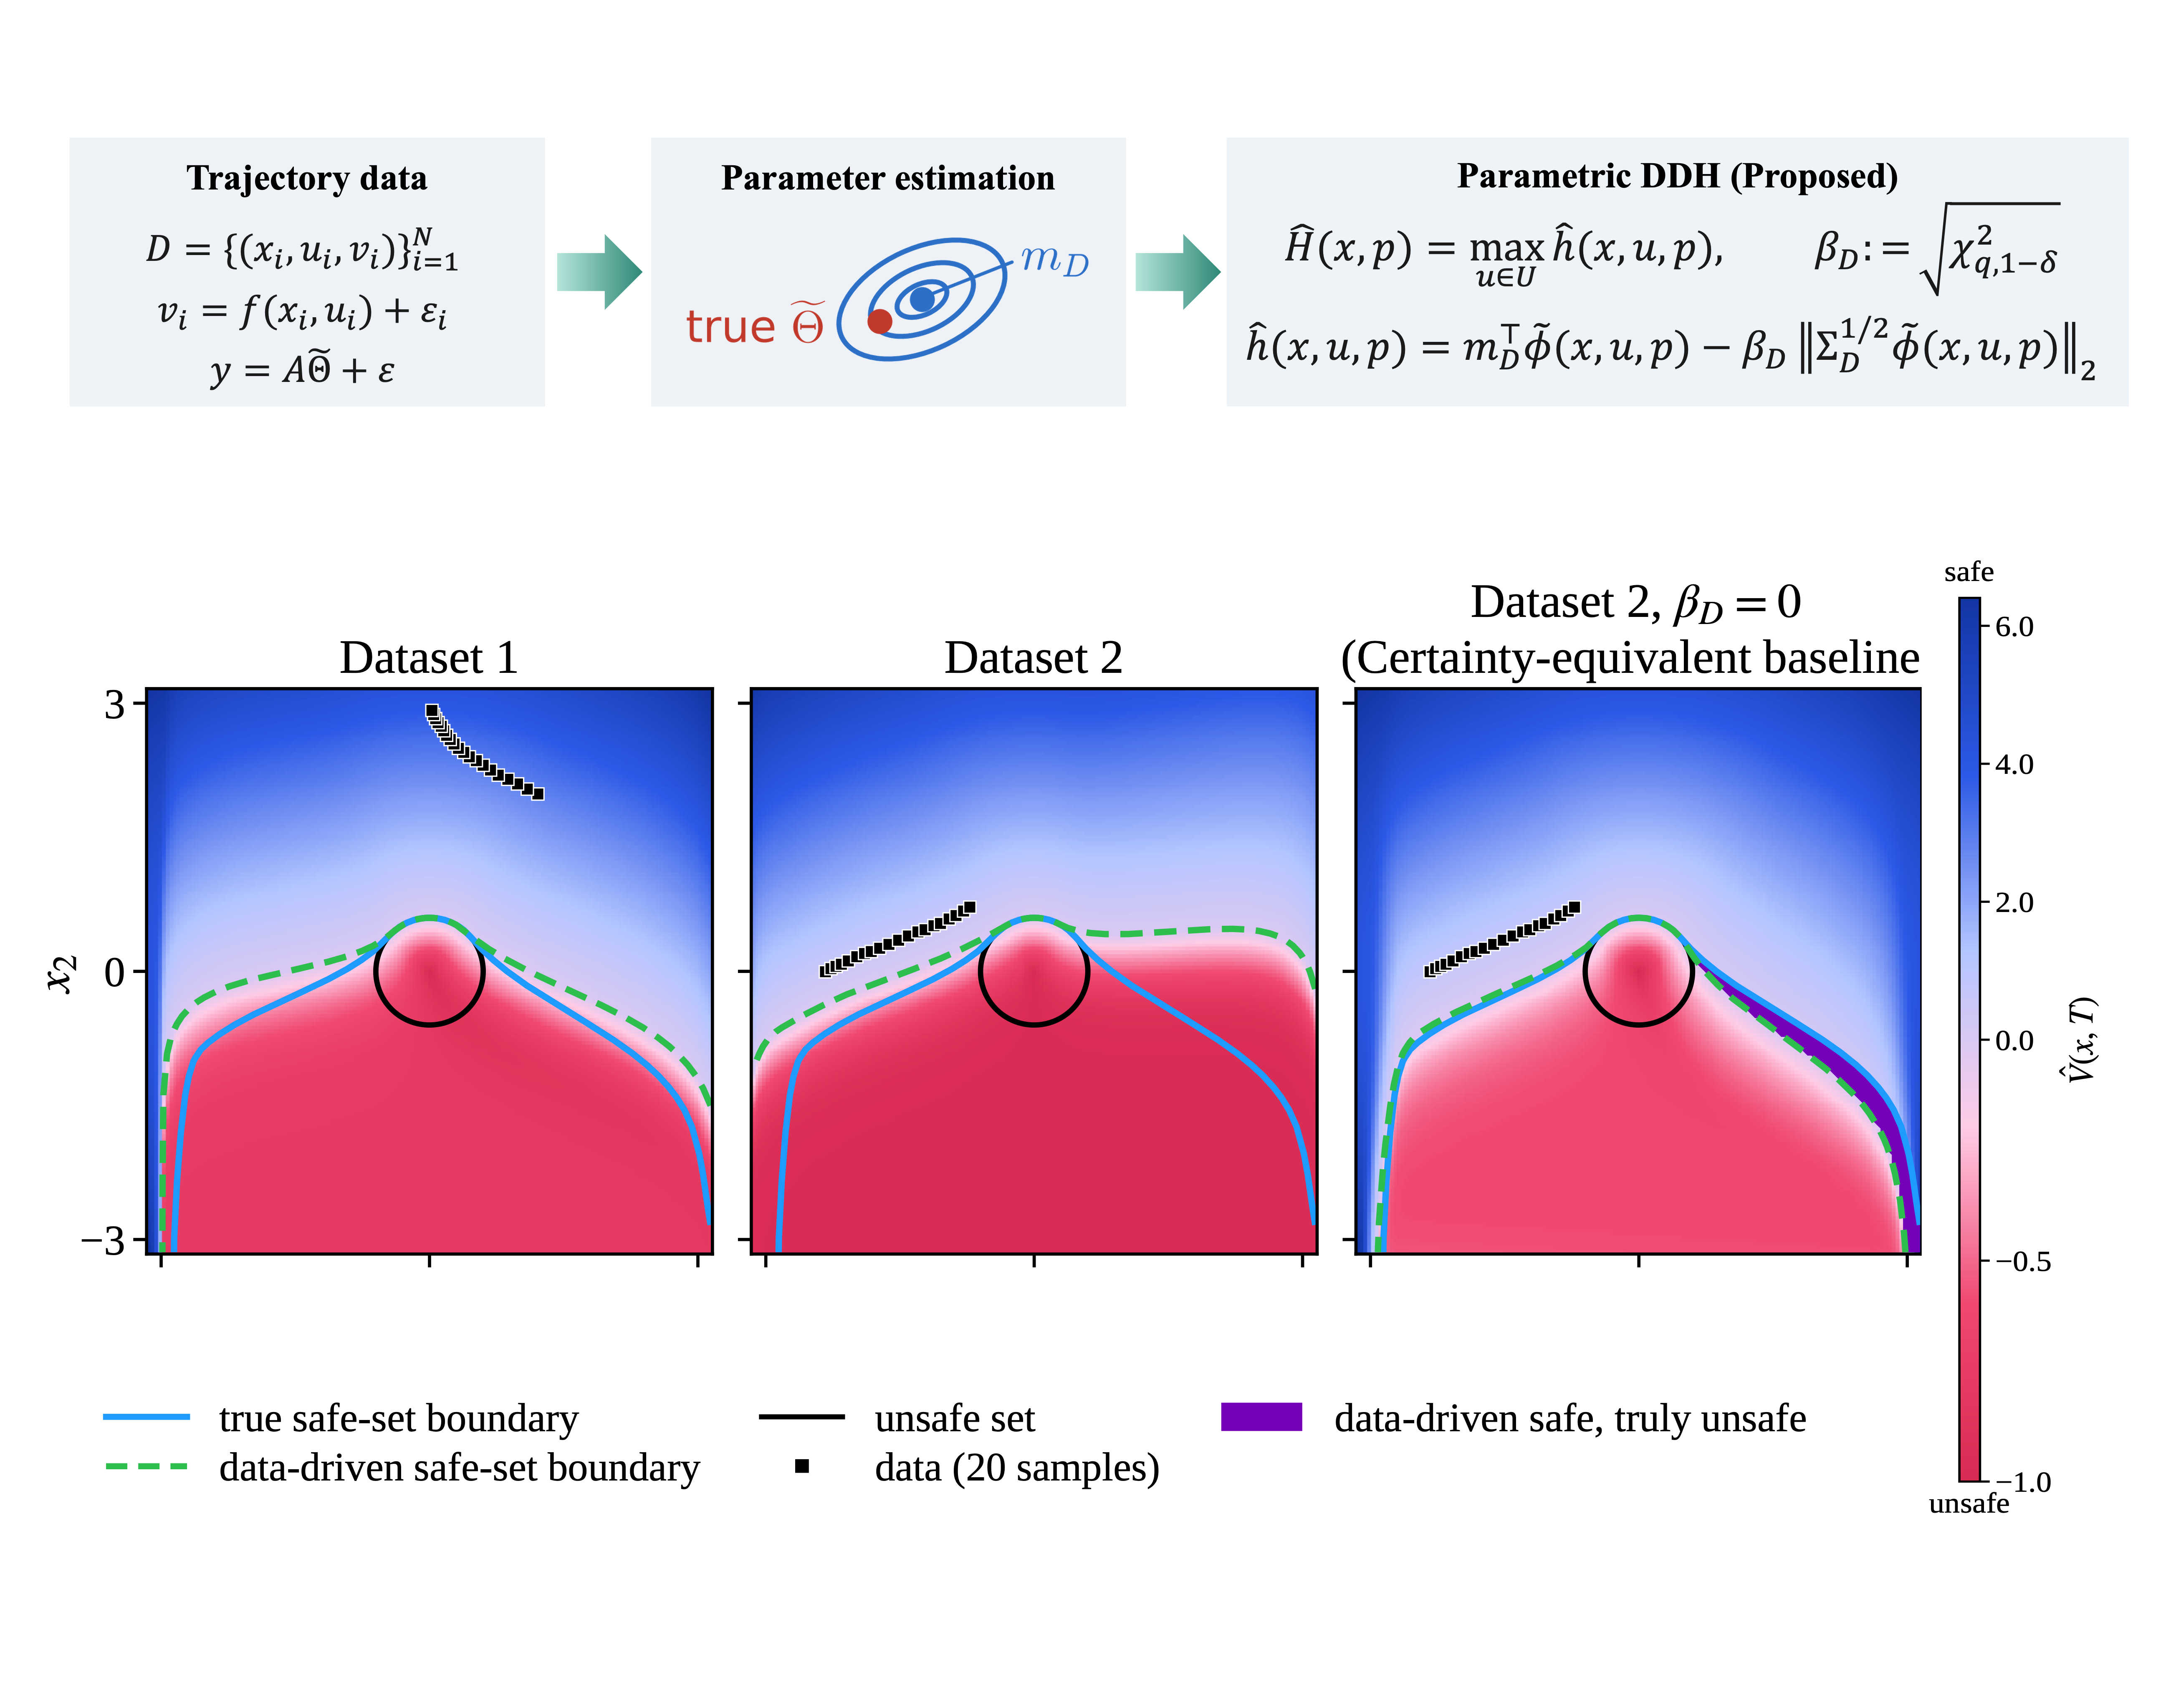 Trajectory data
D = {(x_i, u_i, v_i)}_{i=1}^N
v_i = f(x_i, u_i) + ε_i
y = AΘ̃ + ε
Parameter estimation
m_D
true Θ̃
Parametric DDH (Proposed)
Ĥ(x, p) = max_{u∈U} ĥ(x, u, p), β_D := √χ²_{q,1−δ}
ĥ(x, u, p) = m_D^⊤ φ̃(x, u, p) − β_D ‖Σ_D^{1/2} φ̃(x, u, p)‖_2
Dataset 1
Dataset 2
Dataset 2, β_D = 0
(Certainty-equivalent baseline
x_2
3
0
−3
safe
6.0
4.0
2.0
0.0
−0.5
−1.0
unsafe
V̂(x, T)
true safe-set boundary
data-driven safe-set boundary
unsafe set
data (20 samples)
data-driven safe, truly unsafe